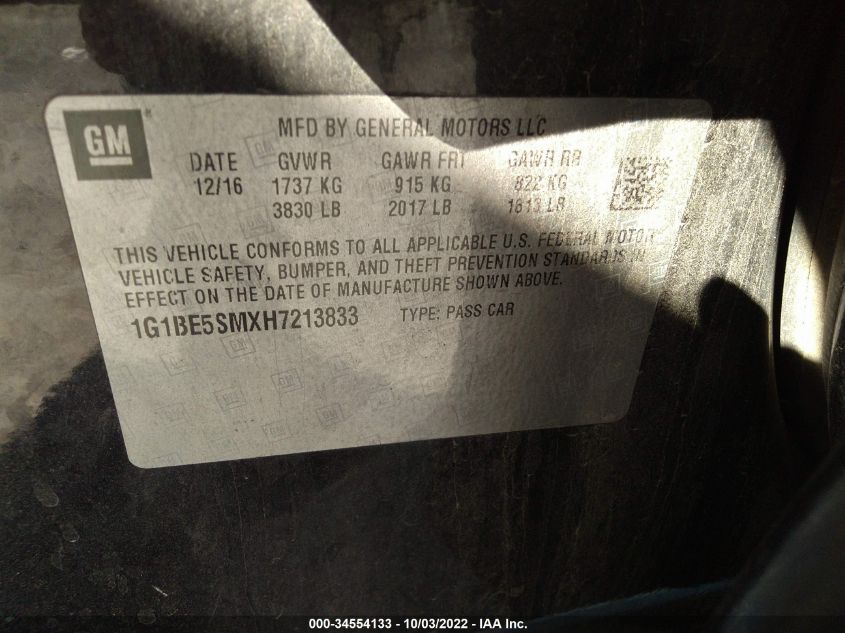 GM
MFD BY GENERAL MOTORS LLC
DATE GVWR GAWR FRT GAWR RR
12/16 1737 KG 915 KG 822 KG
3830 LB 2017 LB 1813 LB
THIS VEHICLE CONFORMS TO ALL APPLICABLE U.S. FEDERAL MOTOR
VEHICLE SAFETY, BUMPER, AND THEFT PREVENTION STANDARDS IN
EFFECT ON THE DATE OF MANUFACTURE SHOWN ABOVE.
1G1BE5SMXH7213833 TYPE: PASS CAR
000-34554133 - 10/03/2022 - IAA Inc.